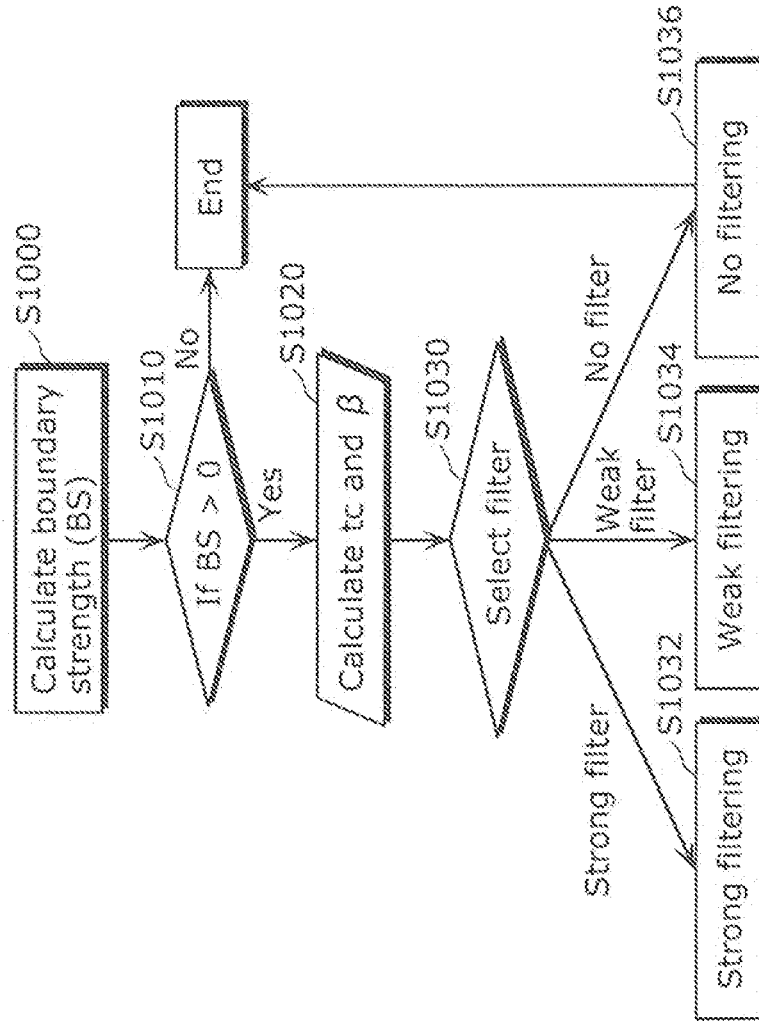 Calculate boundary
strength (BS)
S1000
If BS > 0
S1010
No
End
Yes
Calculate tc and β
S1020
Select filter
S1030
Strong filter
Weak
filter
No filter
Strong filtering
S1032
Weak filtering
S1034
No filtering
S1036